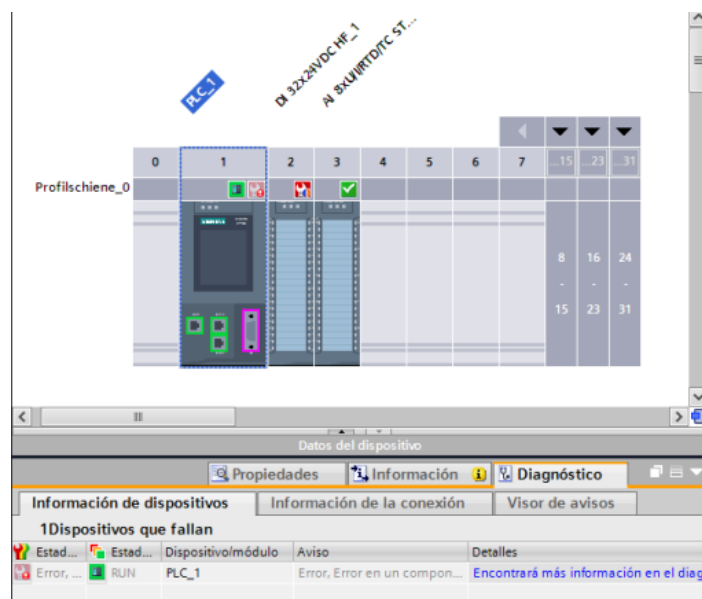 PLC_1
DI 32x24VDC HF_1
AI 8xU/I/RTD/TC ST...
0 1 2 3 4 5 6 7 ...15 ...23 ...31
Profilschiene_0
SIEMENS
8 16 24
- - -
15 23 31
Datos del dispositivo
Propiedades Información Diagnóstico
Información de dispositivos Información de la conexión Visor de avisos
1Dispositivos que fallan
Estad... Estad... Dispositivo/módulo Aviso Detalles
Error, ... RUN PLC_1 Error, Error en un compon... Encontrará más información en el diag